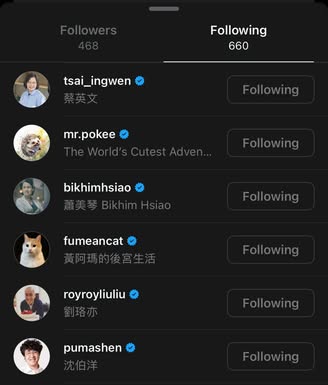 Followers
468
Following
660
tsai_ingwen
蔡英文
Following
mr.pokee
The World's Cutest Adven...
Following
bikhimhsiao
蕭美琴 Bikhim Hsiao
Following
fumeancat
黃阿瑪的後宮生活
Following
royroyliuliu
劉珞亦
Following
pumashen
沈伯洋
Following